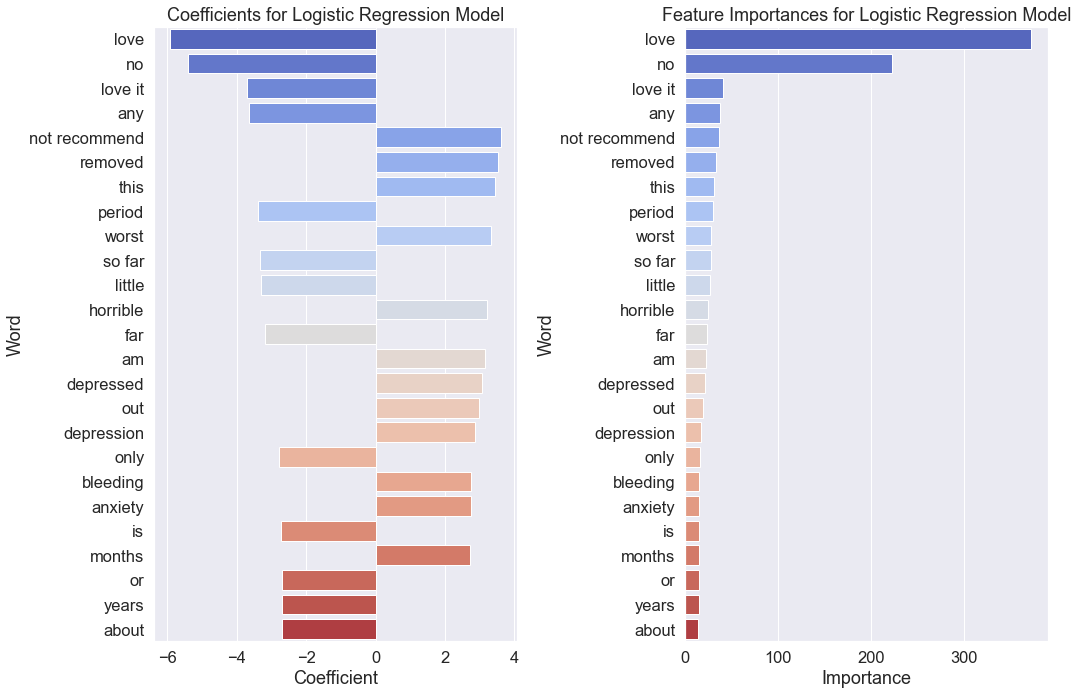 Coefficients for Logistic Regression Model
love
no
love it
any
not recommend
removed
this
period
worst
so far
little
horrible
far
am
depressed
out
depression
only
bleeding
anxiety
is
months
or
years
about
Word
−6 −4 −2 0 2 4
Coefficient
Feature Importances for Logistic Regression Model
love
no
love it
any
not recommend
removed
this
period
worst
so far
little
horrible
far
am
depressed
out
depression
only
bleeding
anxiety
is
months
or
years
about
Word
0 100 200 300
Importance